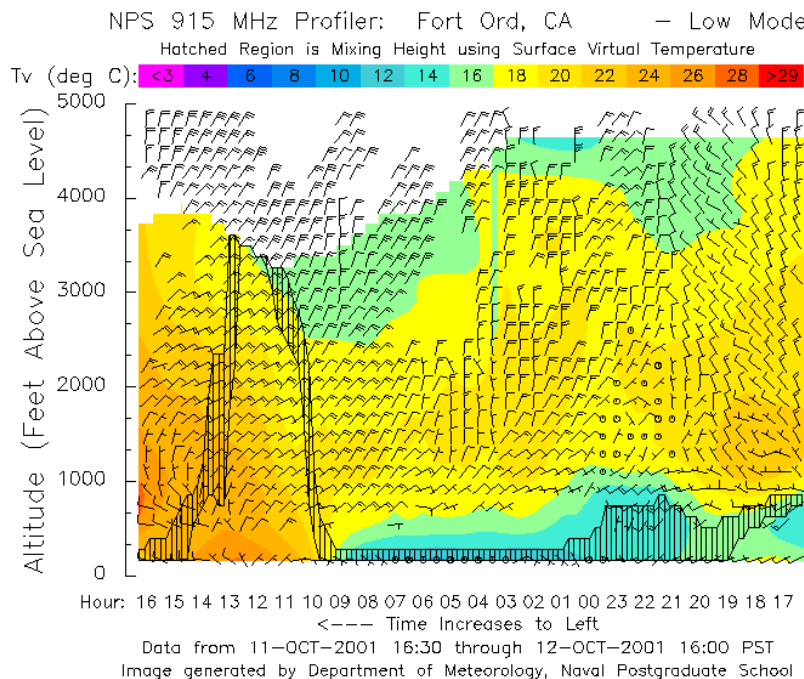 NPS 915 MHz Profiler: Fort Ord, CA — Low Mode
Hatched Region is Mixing Height using Surface Virtual Temperature
Tv (deg C): <3 4 6 8 10 12 14 16 18 20 22 24 26 28 >29
Altitude (Feet Above Sea Level)
5000
4000
3000
2000
1000
0
Hour: 16 15 14 13 12 11 10 09 08 07 06 05 04 03 02 01 00 23 22 21 20 19 18 17
<--- Time Increases to Left
Data from 11-OCT-2001 16:30 through 12-OCT-2001 16:00 PST
Image generated by Department of Meteorology, Naval Postgraduate School